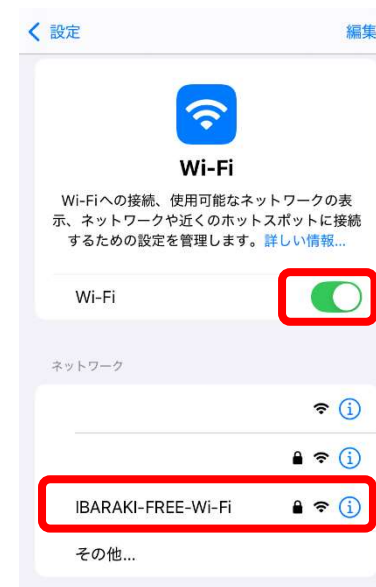 設定 編集
Wi-Fi
Wi-Fiへの接続、使用可能なネットワークの表
示、ネットワークや近くのホットスポットに接続
するための設定を管理します。詳しい情報...
Wi-Fi
ネットワーク
IBARAKI-FREE-Wi-Fi
その他...